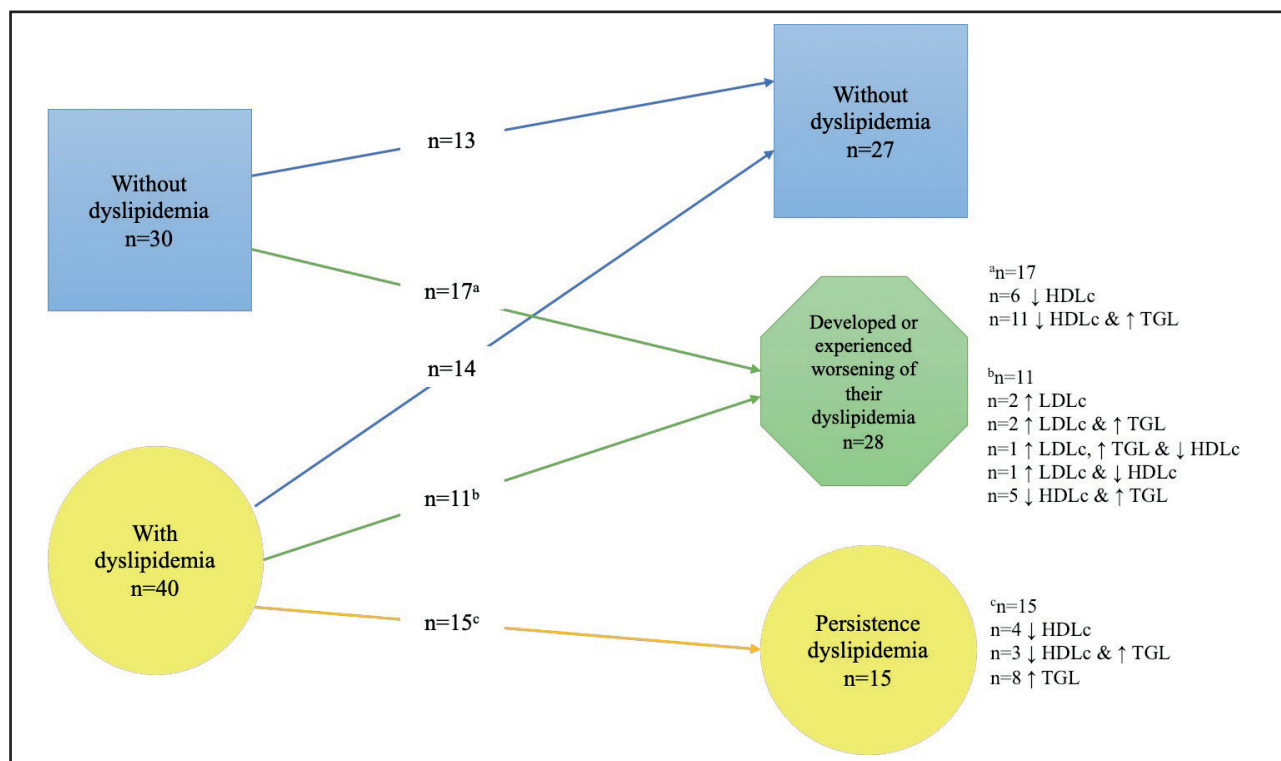 Without
dyslipidemia
n=30
With
dyslipidemia
n=40
n=13
n=17ᵃ
n=14
n=11ᵇ
n=15ᶜ
Without
dyslipidemia
n=27
Developed or
experienced
worsening of
their
dyslipidemia
n=28
Persistence
dyslipidemia
n=15
ᵃn=17
n=6 ↓ HDLc
n=11 ↓ HDLc & ↑ TGL
ᵇn=11
n=2 ↑ LDLc
n=2 ↑ LDLc & ↑ TGL
n=1 ↑ LDLc, ↑ TGL & ↓ HDLc
n=1 ↑ LDLc & ↓ HDLc
n=5 ↓ HDLc & ↑ TGL
ᶜn=15
n=4 ↓ HDLc
n=3 ↓ HDLc & ↑ TGL
n=8 ↑ TGL